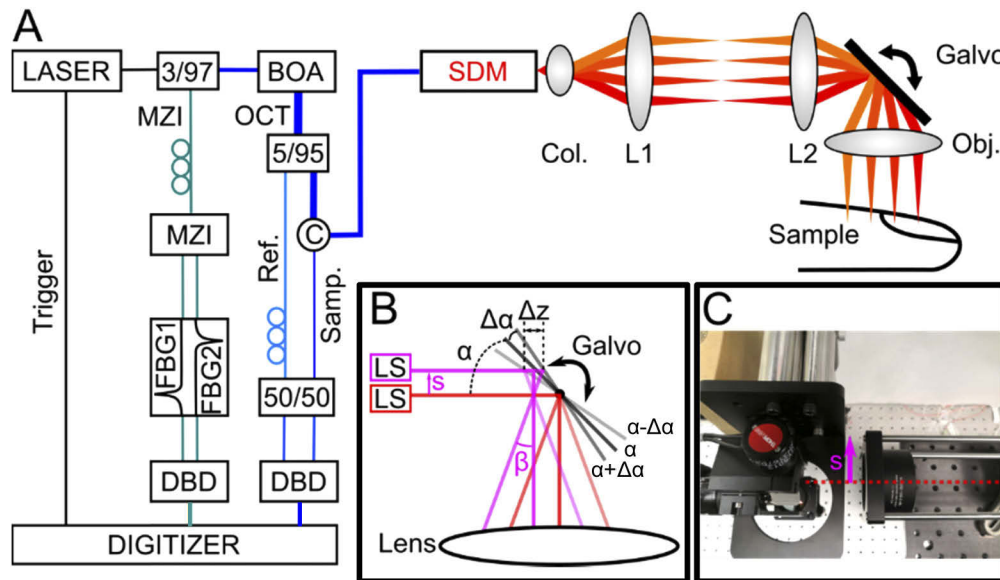 A
LASER
3/97
BOA
SDM
Galvo
MZI
OCT
5/95
Col.
L1
L2
Obj.
C
MZI
Ref.
Samp.
Sample
Trigger
FBG1
FBG2
50/50
DBD
DBD
DIGITIZER
B
Δα
Δz
α
Galvo
LS
s
LS
α-Δα
α
α+Δα
β
Lens
C
s